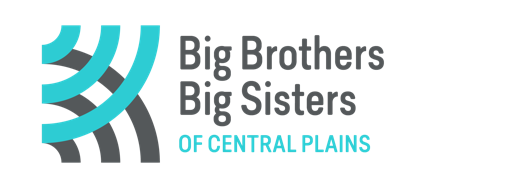 Big Brothers
Big Sisters
OF CENTRAL PLAINS